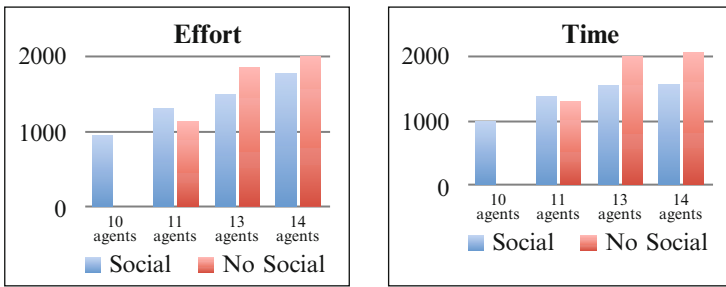 Effort
2000
1000
0
10 agents
11 agents
13 agents
14 agents
Social
No Social
Time
2000
1000
0
10 agents
11 agents
13 agents
14 agents
Social
No Social